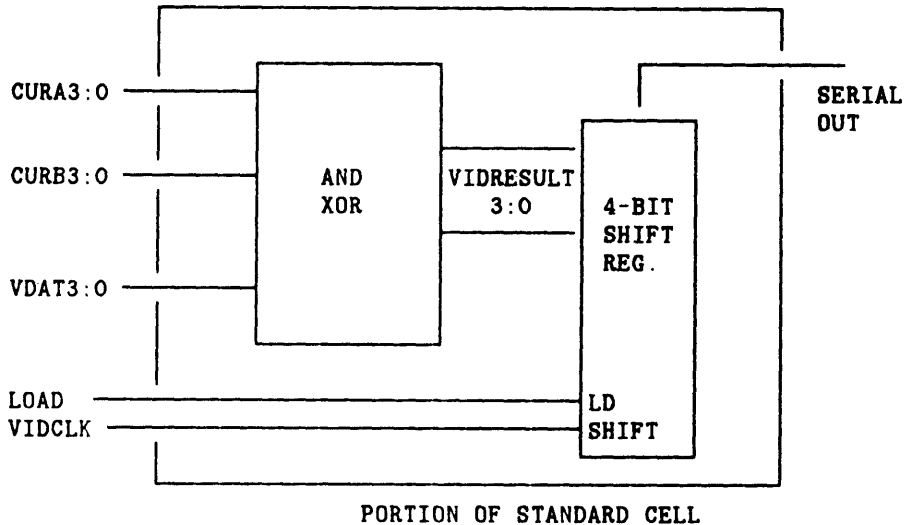 CURA3:0
CURB3:0
VDAT3:0
LOAD
VIDCLK
AND
XOR
VIDRESULT
3:0
4-BIT
SHIFT
REG.
LD
SHIFT
SERIAL
OUT
PORTION OF STANDARD CELL